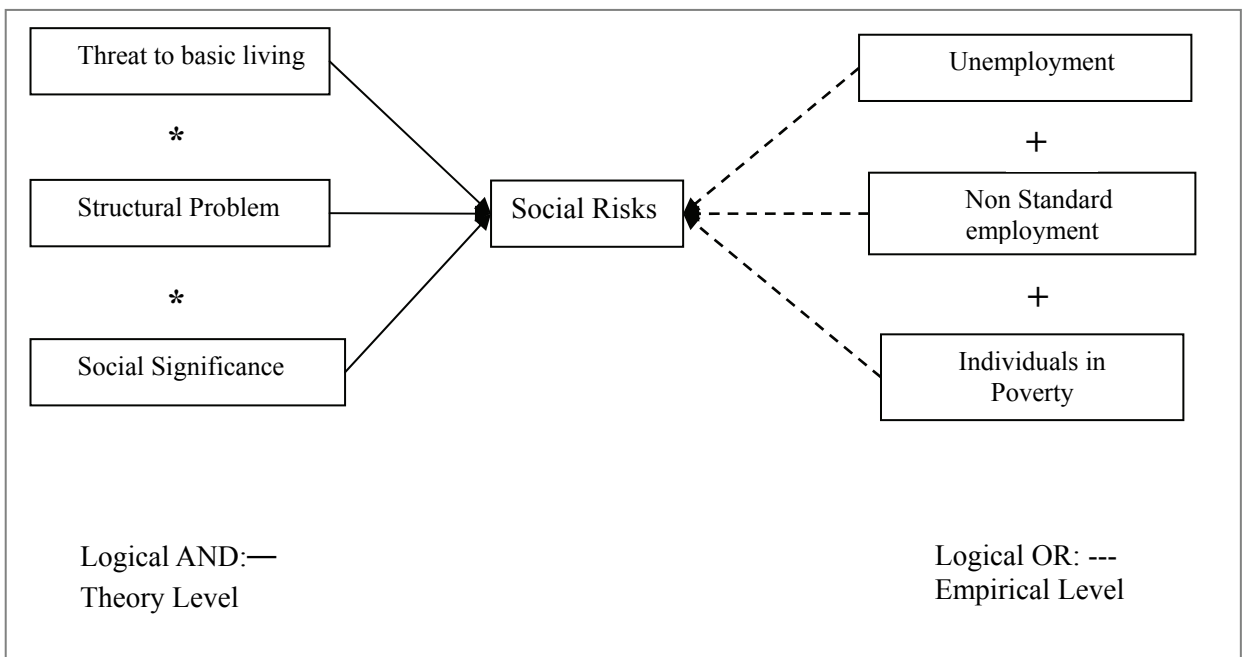 Threat to basic living
*
Structural Problem
*
Social Significance
Social Risks
Unemployment
+
Non Standard
employment
+
Individuals in
Poverty
Logical AND:—
Theory Level
Logical OR: ---
Empirical Level